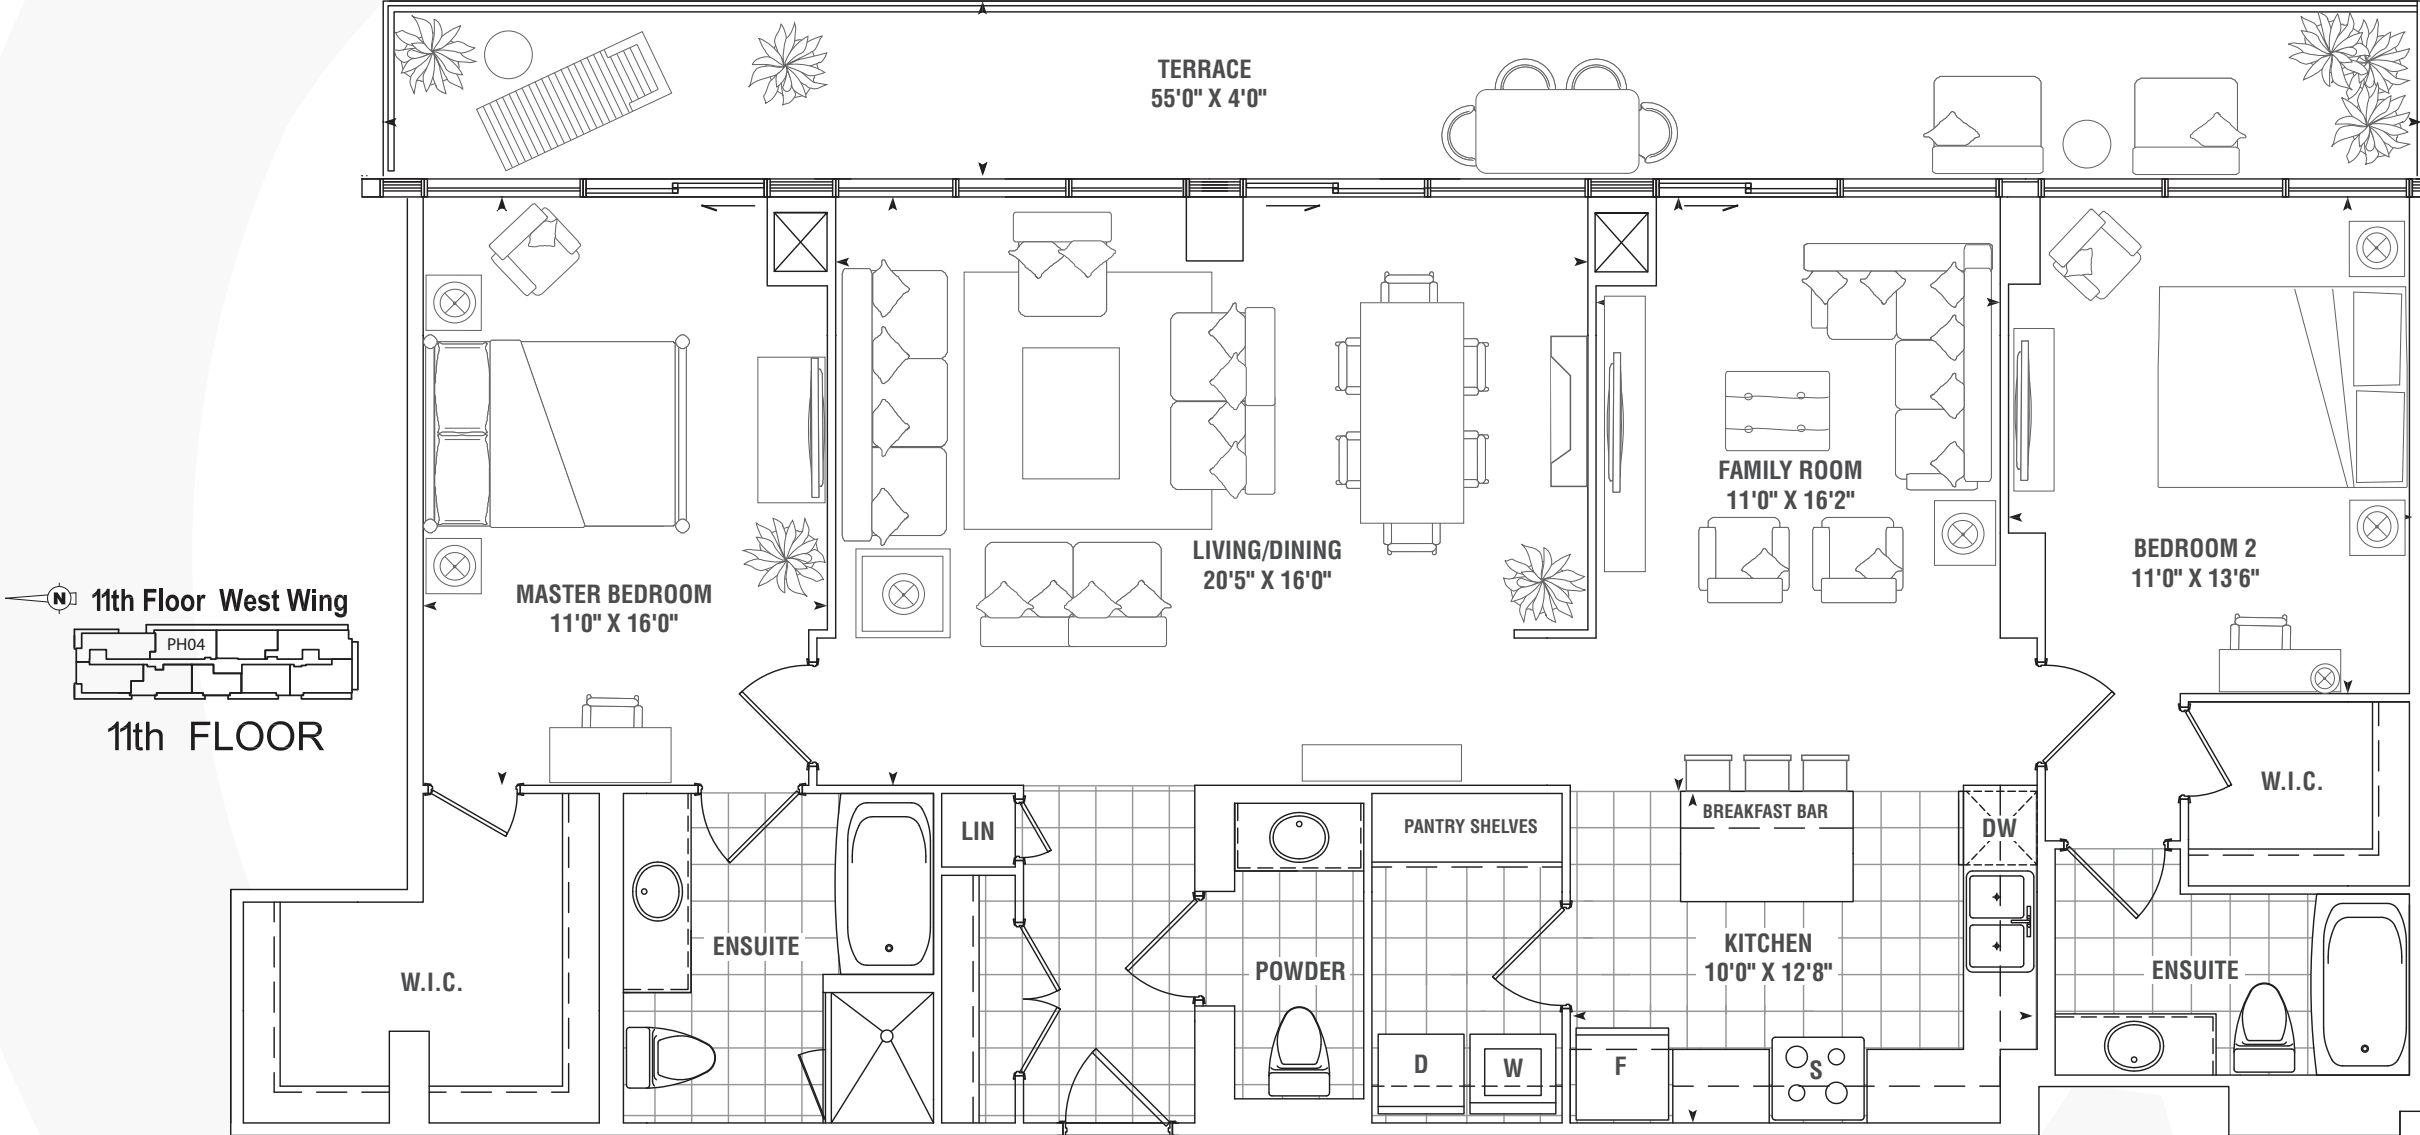 TERRACE
55'0" X 4'0"
FAMILY ROOM
11'0" X 16'2"
LIVING/DINING
20'5" X 16'0"
BEDROOM 2
11'0" X 13'6"
MASTER BEDROOM
11'0" X 16'0"
N
11th Floor West Wing
PH04
11th FLOOR
W.I.C.
BREAKFAST BAR
LIN
PANTRY SHELVES
DW
ENSUITE
KITCHEN
10'0" X 12'8"
W.I.C.
POWDER
ENSUITE
D
W
F
S